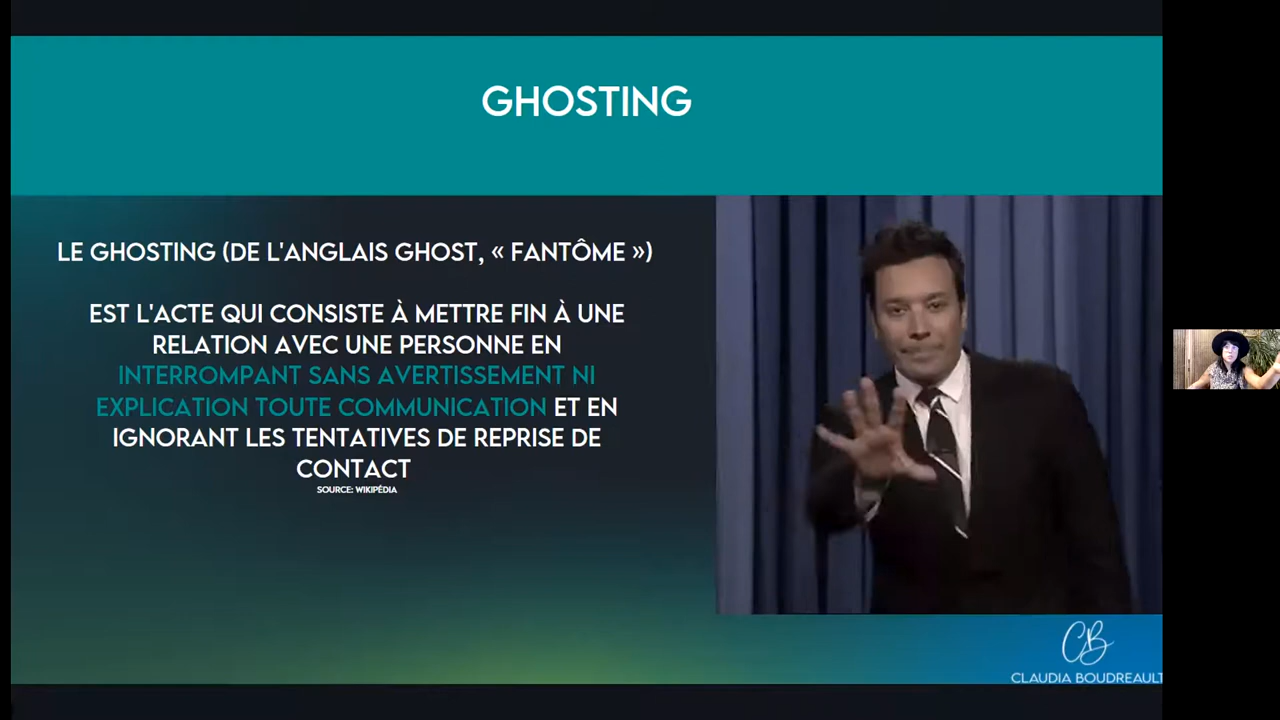 GHOSTING
LE GHOSTING (DE L'ANGLAIS GHOST, « FANTÔME »)
EST L'ACTE QUI CONSISTE À METTRE FIN À UNE
RELATION AVEC UNE PERSONNE EN
INTERROMPANT SANS AVERTISSEMENT NI
EXPLICATION TOUTE COMMUNICATION ET EN
IGNORANT LES TENTATIVES DE REPRISE DE
CONTACT
SOURCE: WIKIPÉDIA
CB
CLAUDIA BOUDREAULT